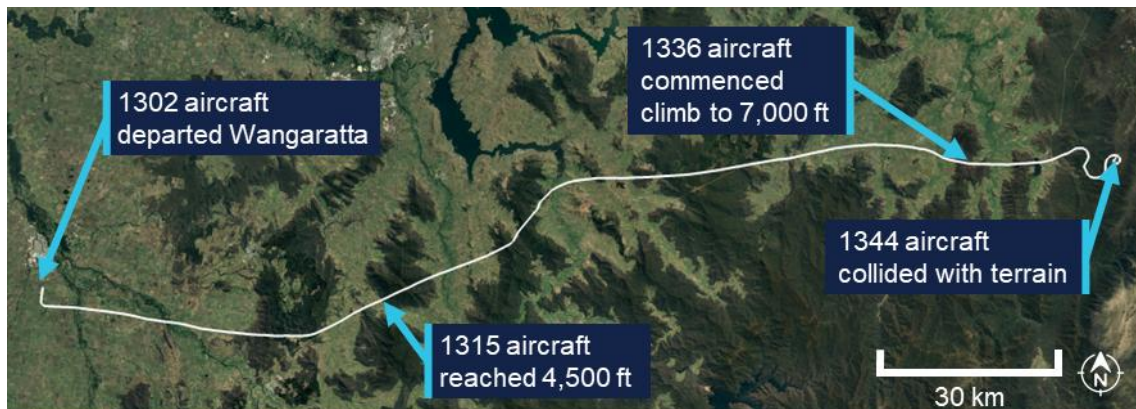 1302 aircraft
departed Wangaratta
1336 aircraft
commenced
climb to 7,000 ft
1315 aircraft
reached 4,500 ft
1344 aircraft
collided with terrain
30 km
N